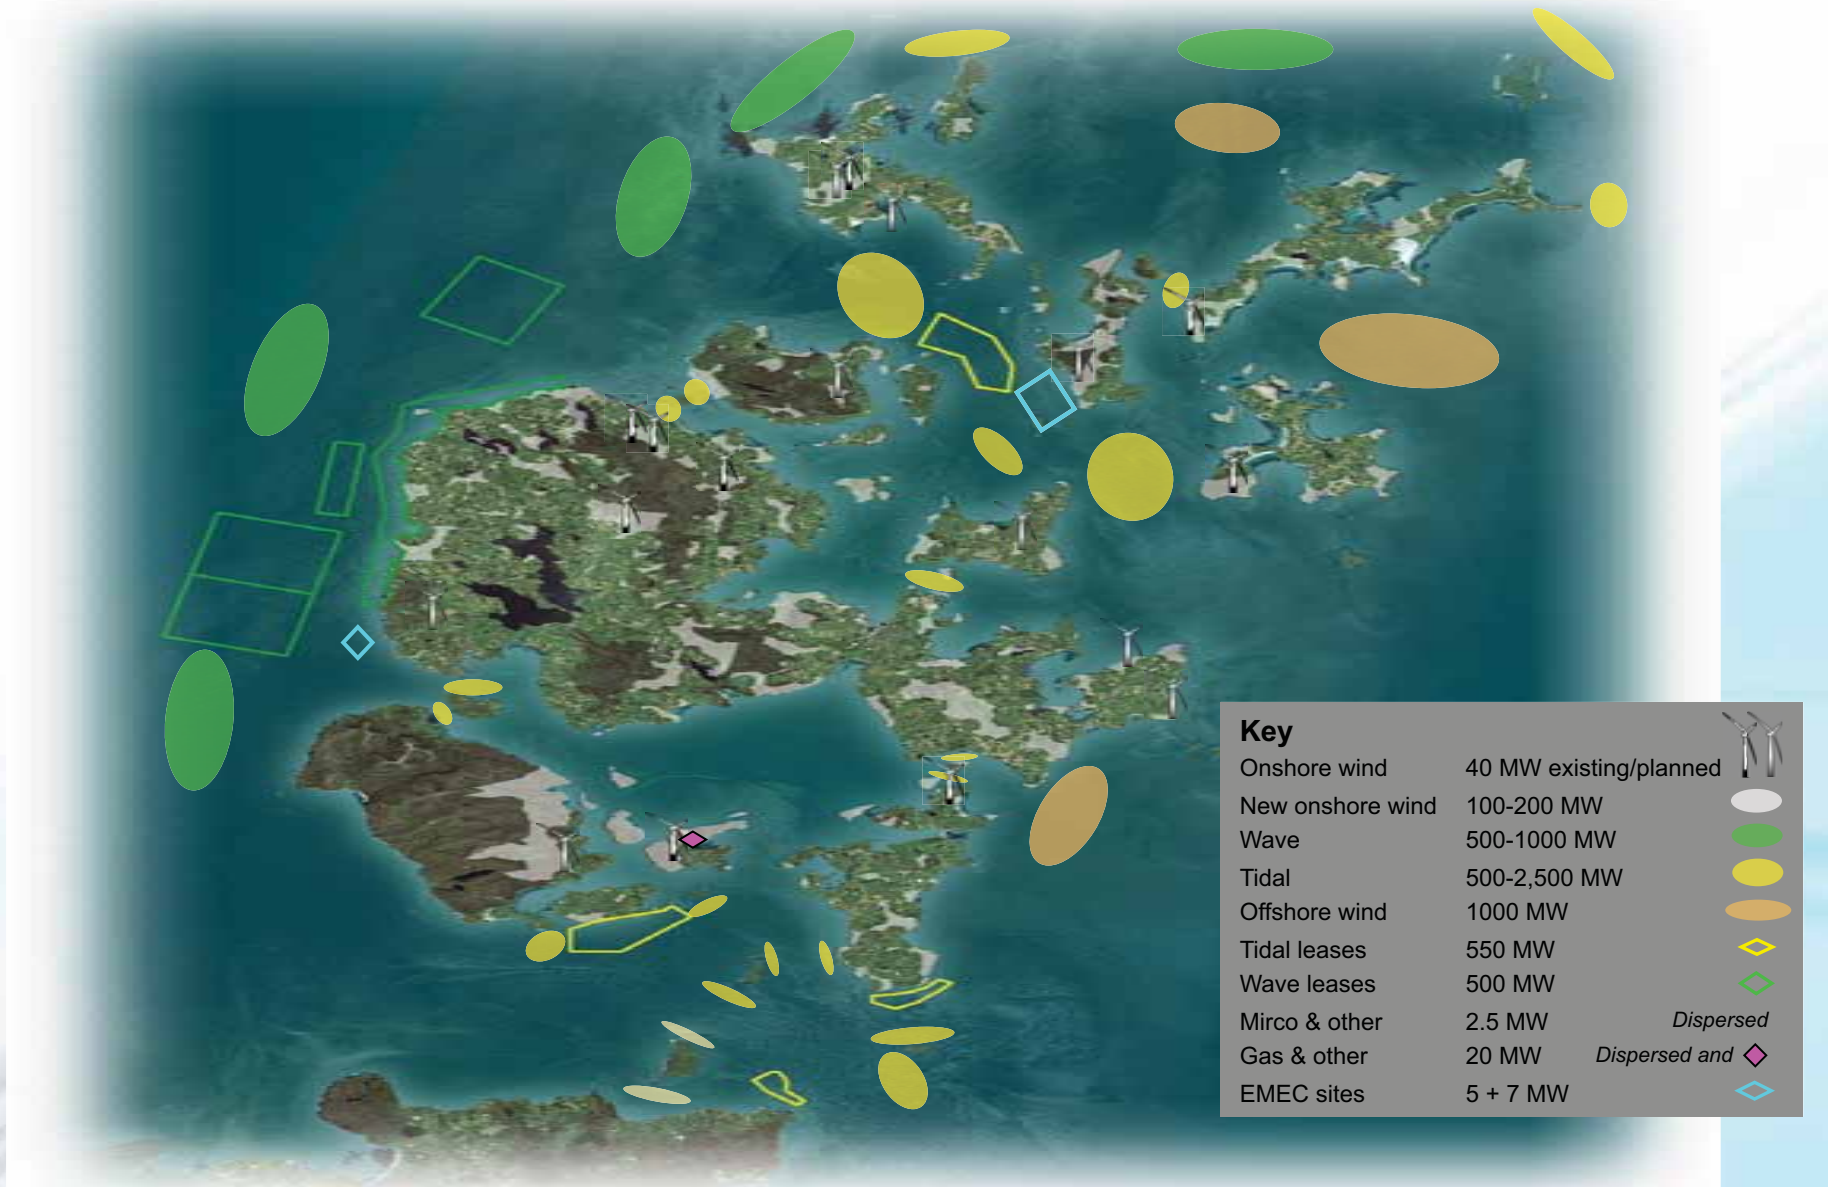 Key
Onshore wind 40 MW existing/planned
New onshore wind 100-200 MW
Wave 500-1000 MW
Tidal 500-2,500 MW
Offshore wind 1000 MW
Tidal leases 550 MW
Wave leases 500 MW
Mirco & other 2.5 MW Dispersed
Gas & other 20 MW Dispersed and
EMEC sites 5 + 7 MW